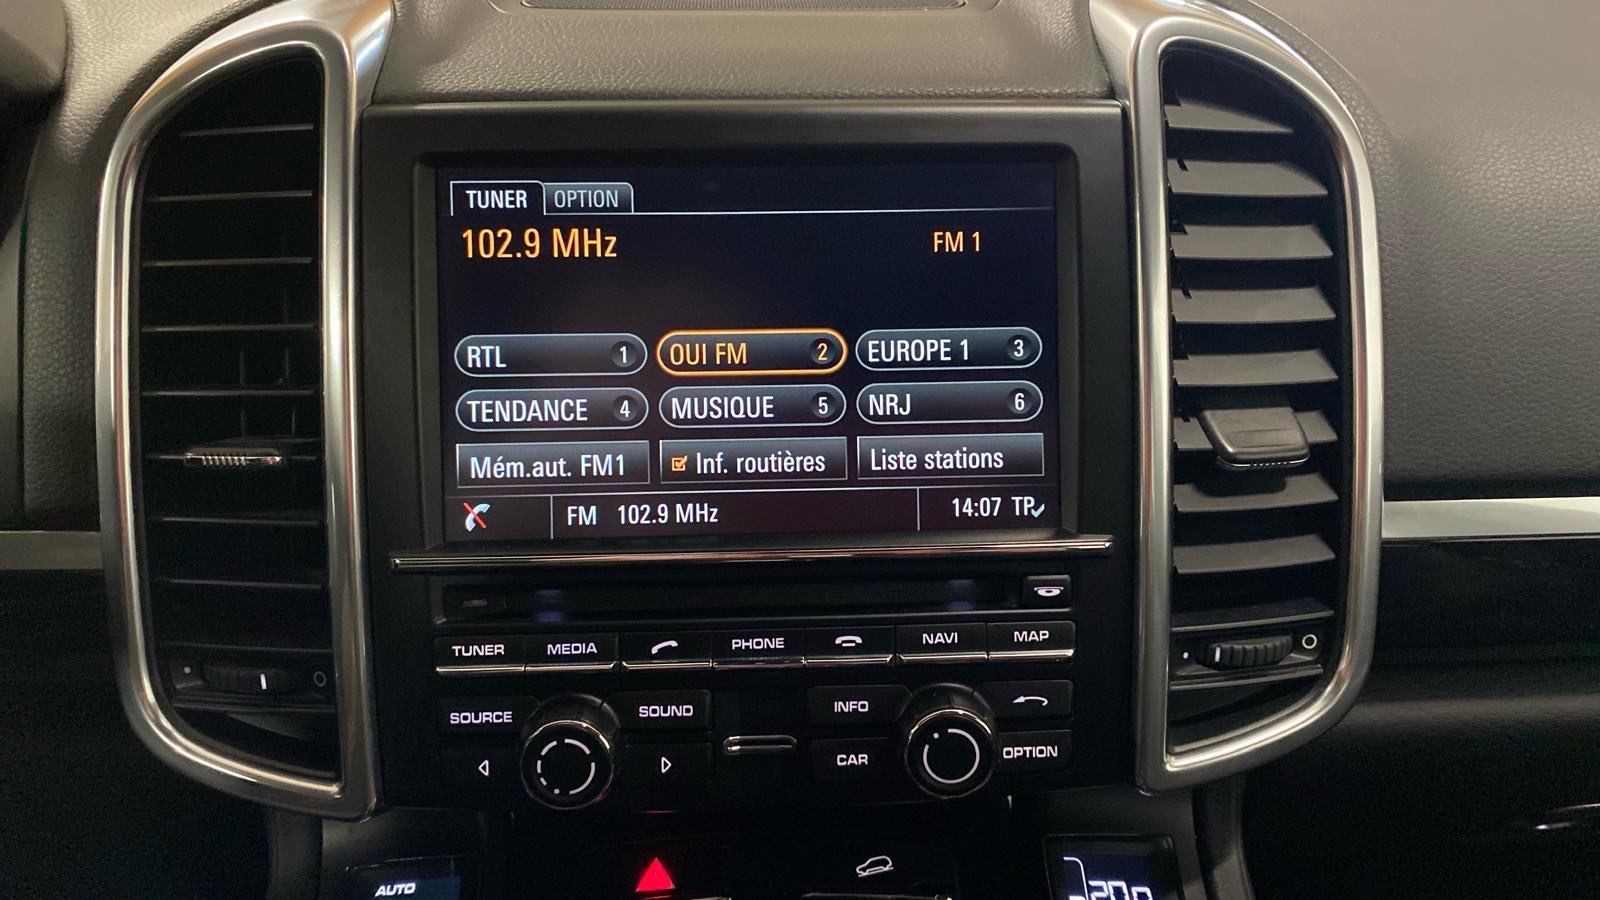 TUNER OPTION
102.9 MHz FM 1
RTL 1 OUI FM 2 EUROPE 1 3
TENDANCE 4 MUSIQUE 5 NRJ 6
Mém.aut. FM1 Inf. routières Liste stations
FM 102.9 MHz 14:07 TP
TUNER MEDIA PHONE NAVI MAP
SOURCE SOUND INFO
CAR OPTION
AUTO